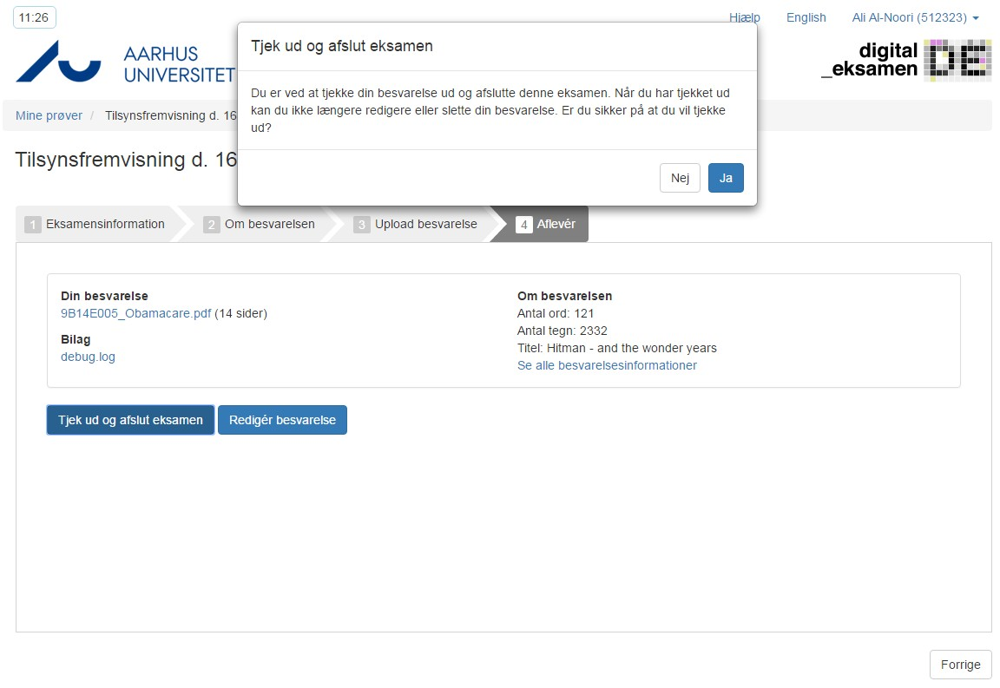 11:26
Hjælp English Ali Al-Noori (512323)
AARHUS
UNIVERSITET
digital
_eksamen
Tjek ud og afslut eksamen
Du er ved at tjekke din besvarelse ud og afslutte denne eksamen. Når du har tjekket ud
kan du ikke længere redigere eller slette din besvarelse. Er du sikker på at du vil tjekke
ud?
Nej Ja
Mine prøver / Tilsynsfremvisning d. 16
Tilsynsfremvisning d. 16
1 Eksamensinformation 2 Om besvarelsen 3 Upload besvarelse 4 Aflevér
Din besvarelse
9B14E005_Obamacare.pdf (14 sider)
Bilag
debug.log
Om besvarelsen
Antal ord: 121
Antal tegn: 2332
Titel: Hitman - and the wonder years
Se alle besvarelsesinformationer
Tjek ud og afslut eksamen Redigér besvarelse
Forrige